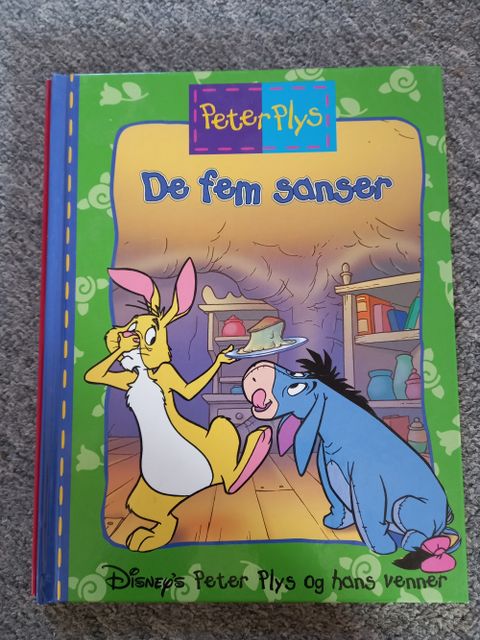 Peter Plys
De fem sanser
Disney's Peter Plys og hans venner